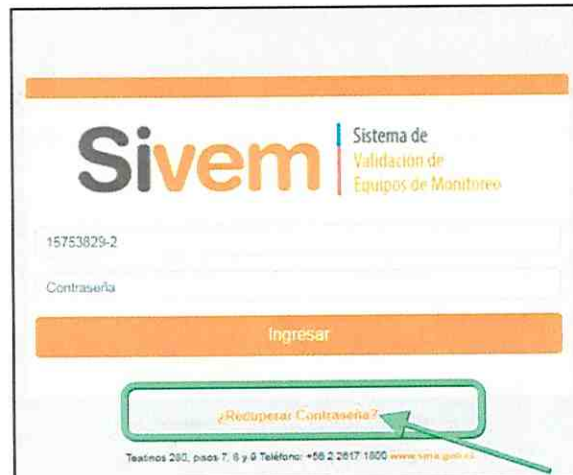 Sivem
Sistema de
Validación de
Equipos de Monitoreo
15753829-2
Contraseña
Ingresar
¿Recuperar Contraseña?
Teatinos 280, pisos 7, 8 y 9 Teléfono: +56 2 2617 1800 www.sma.gob.cl